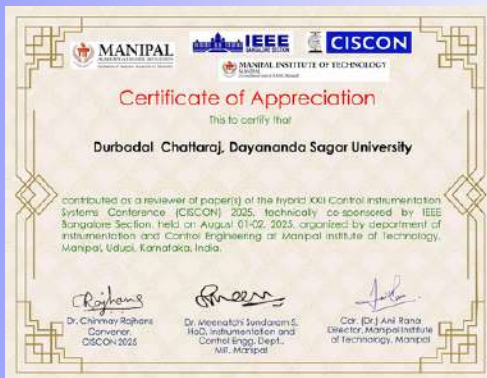 MANIPAL
IEEE
BANGALORE SECTION
CISCON
MANIPAL INSTITUTE OF TECHNOLOGY
MANIPAL
Certificate of Appreciation
This to certify that
Durbadal Chattaraj, Dayananda Sagar University
contributed as a reviewer of paper(s) of the hybrid XXII Control Instrumentation
Systems Conference (CISCON) 2025, technically co-sponsored by IEEE
Bangalore Section, held on August 01-02, 2025, organized by department of
Instrumentation and Control Engineering at Manipal Institute of Technology,
Manipal, Udupi, Karnataka, India.
Dr. Chinmay Rajhans
Convener,
CISCON 2025
Dr. Meenatchi Sundaram S,
HoD, Instrumentation and
Control Engg. Dept.,
MIT, Manipal
Cdr. (Dr.) Anil Rana
Director, Manipal Institute
of Technology, Manipal